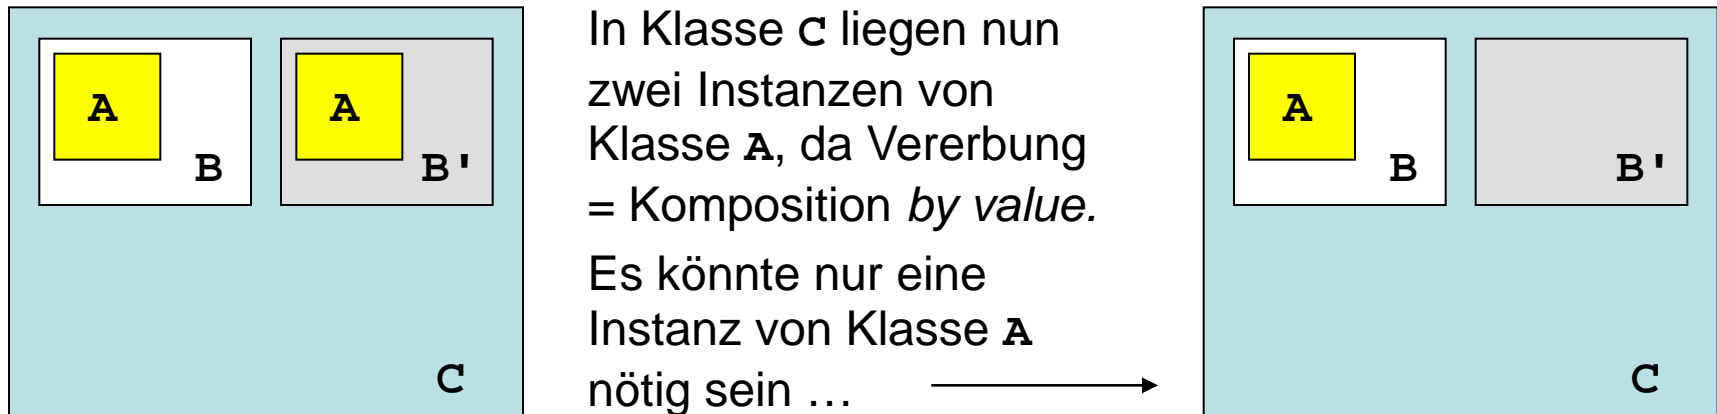 A
B
A
B'
C
In Klasse C liegen nun
zwei Instanzen von
Klasse A, da Vererbung
= Komposition by value.
Es könnte nur eine
Instanz von Klasse A
nötig sein …
A
B
B'
C